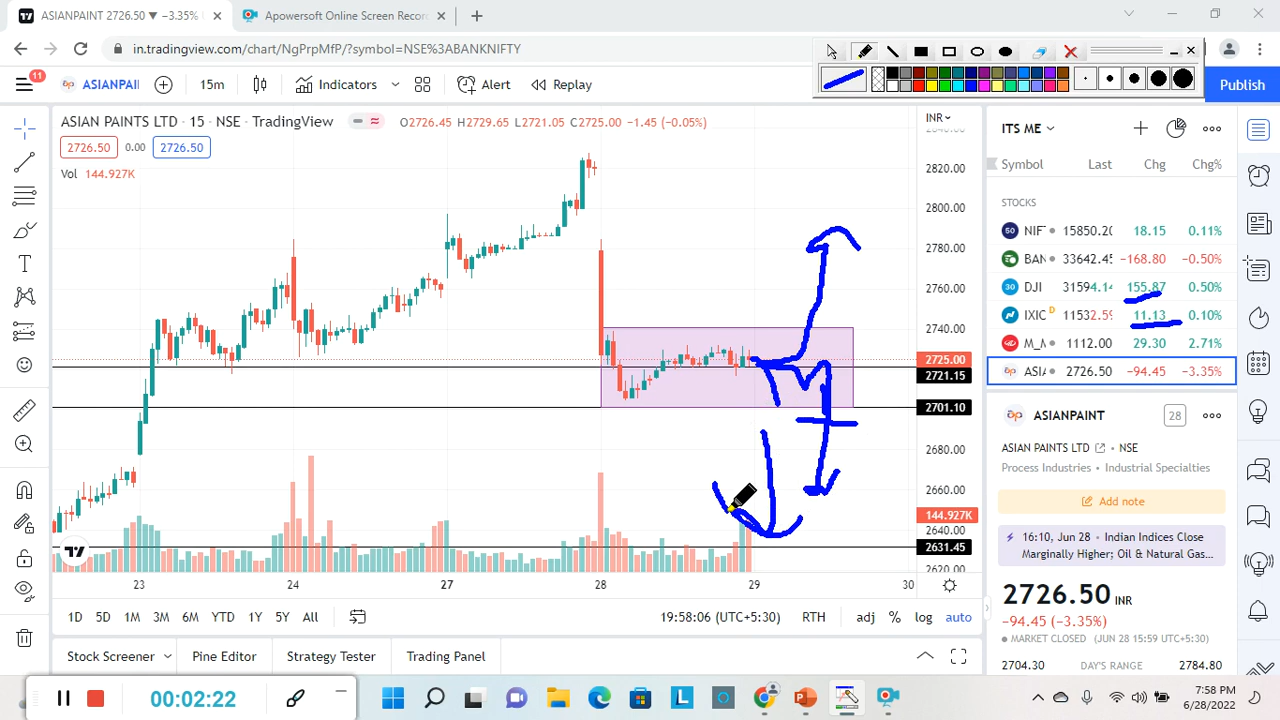 ASIANPAINT 2726.50 ▼ −3.35% ∅
Apowersoft Online Screen Recor
in.tradingview.com/chart/NgPrpMfP/?symbol=NSE%3ABANKNIFTY
11
ASIANPAI 15m Indicators Alert Replay Publish
ASIAN PAINTS LTD • 15 • NSE • TradingView O2726.45 H2729.65 L2721.05 C2725.00 −1.45 (−0.05%) INR
2726.50 0.00 2726.50
Vol 144.927K
2840.00
2820.00
2800.00
2780.00
2760.00
2740.00
2725.00
2721.15
2701.10
2680.00
2660.00
144.927K
2640.00
2631.45
2620.00
23 24 27 28 29 30
1D 5D 1M 3M 6M YTD 1Y 5Y All 19:58:06 (UTC+5:30) RTH adj % log auto
Stock Screener Pine Editor Strategy Tester Trading Panel
ITS ME
Symbol Last Chg Chg%
STOCKS
50 NIF 15850.20 18.15 0.11%
BAN 33642.45 −168.80 −0.50%
30 DJI 31594.14 155.87 0.50%
IXIC D 11532.59 11.13 0.10%
M_M 1112.00 29.30 2.71%
ASIA 2726.50 −94.45 −3.35%
ASIANPAINT 28
ASIAN PAINTS LTD • NSE
Process Industries • Industrial Specialties
Add note
16:10, Jun 28 • Indian Indices Close
Marginally Higher; Oil & Natural Gas...
2726.50 INR
−94.45 (−3.35%)
MARKET CLOSED (JUN 28 15:59 UTC+5:30)
2704.30 DAY'S RANGE 2784.80
00:02:22
7:58 PM
6/28/2022